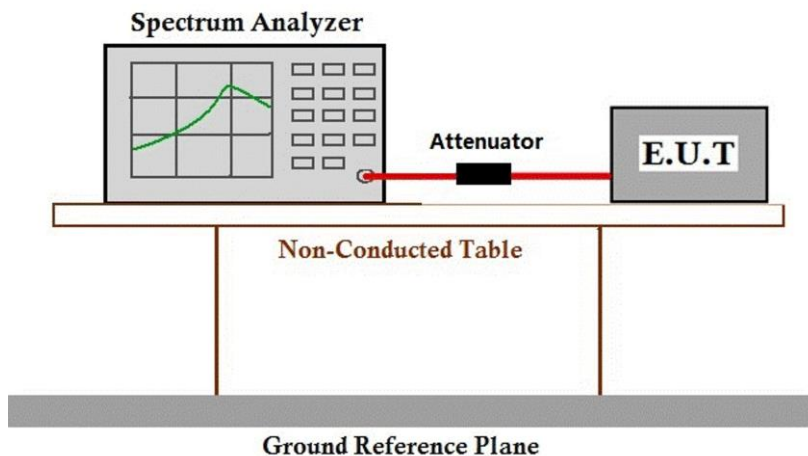 Spectrum Analyzer
Attenuator
E.U.T
Non-Conducted Table
Ground Reference Plane